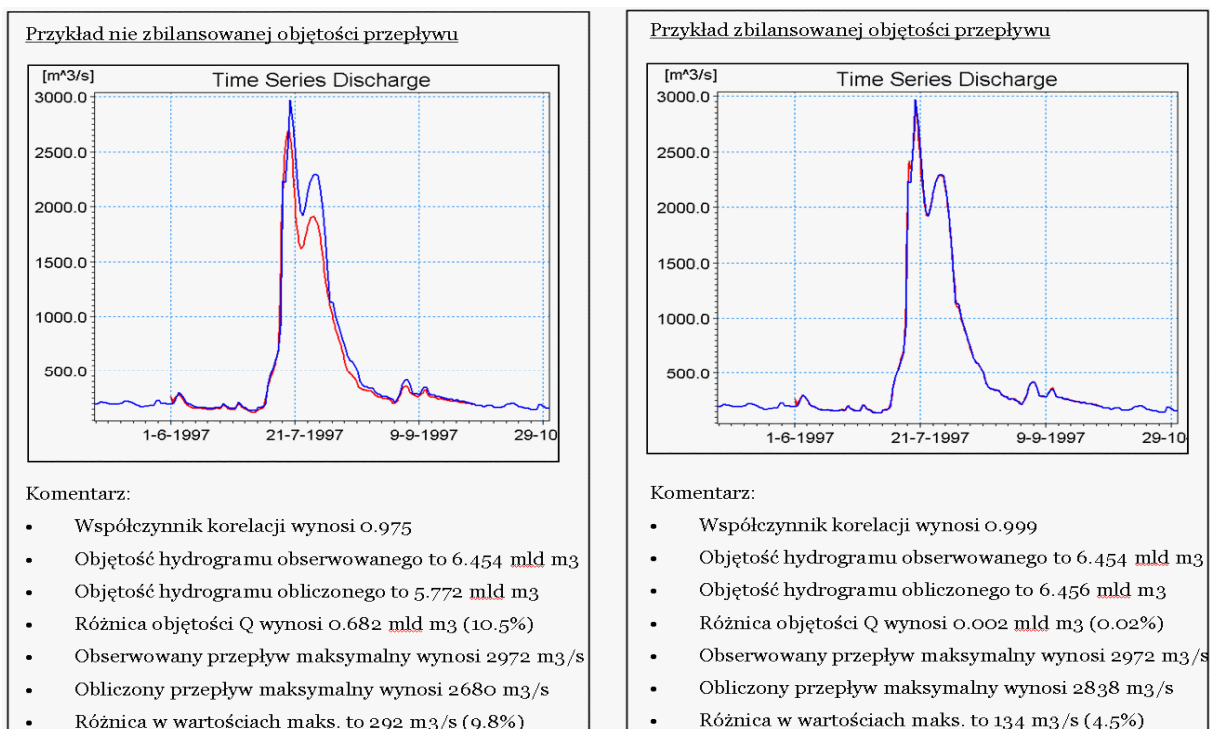 Przykład nie zbilansowanej objętości przepływu
[m^3/s]
Time Series Discharge
3000.0
2500.0
2000.0
1500.0
1000.0
500.0
1-6-1997
21-7-1997
9-9-1997
29-10
Komentarz:
• Współczynnik korelacji wynosi 0.975
• Objętość hydrogramu obserwowanego to 6.454 mld m3
• Objętość hydrogramu obliczonego to 5.772 mld m3
• Różnica objętości Q wynosi 0.682 mld m3 (10.5%)
• Obserwowany przepływ maksymalny wynosi 2972 m3/s
• Obliczony przepływ maksymalny wynosi 2680 m3/s
• Różnica w wartościach maks. to 292 m3/s (9.8%)
Przykład zbilansowanej objętości przepływu
[m^3/s]
Time Series Discharge
3000.0
2500.0
2000.0
1500.0
1000.0
500.0
1-6-1997
21-7-1997
9-9-1997
29-10
Komentarz:
• Współczynnik korelacji wynosi 0.999
• Objętość hydrogramu obserwowanego to 6.454 mld m3
• Objętość hydrogramu obliczonego to 6.456 mld m3
• Różnica objętości Q wynosi 0.002 mld m3 (0.02%)
• Obserwowany przepływ maksymalny wynosi 2972 m3/s
• Obliczony przepływ maksymalny wynosi 2838 m3/s
• Różnica w wartościach maks. to 134 m3/s (4.5%)